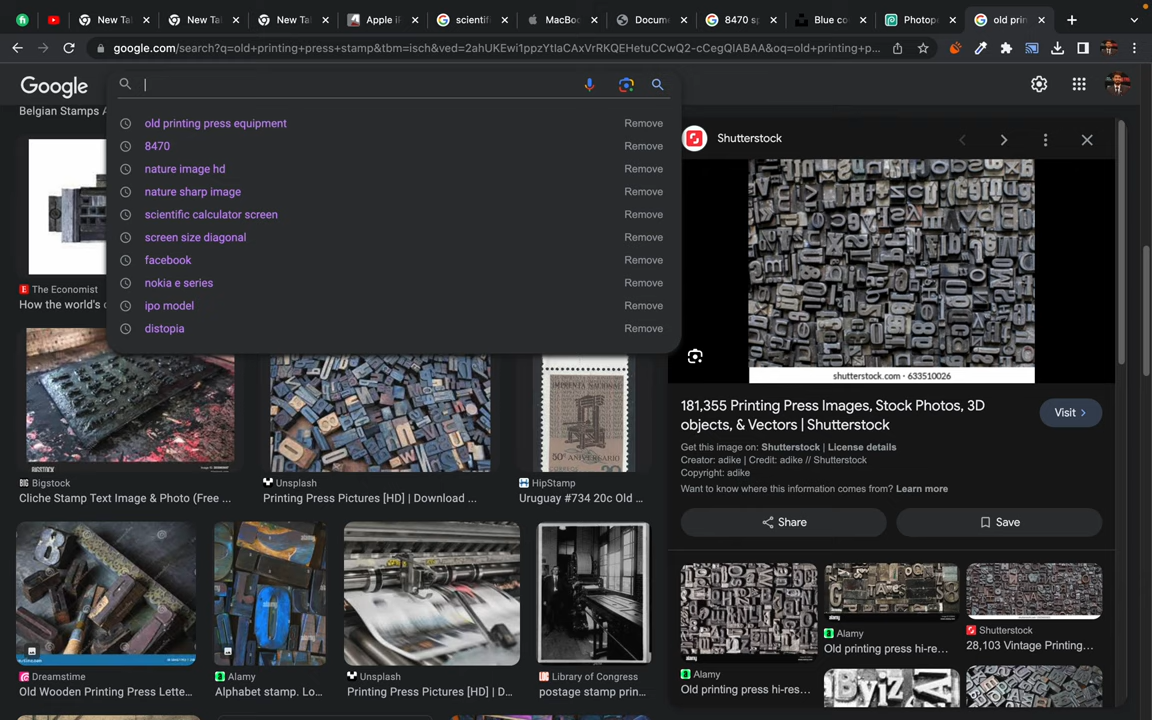 New Ta
New Ta
New Ta
Apple i
scientif
MacBo
Docume
8470 s
Blue co
Photop
old prin
google.com/search?q=old+printing+press+stamp&tbm=isch&ved=2ahUKEwi1ppzYtIaCAxVrRKQEHetuCCwQ2-cCegQIABAA&oq=old+printing+p...
Google
Belgian Stamps A
old printing press equipment Remove
8470 Remove
nature image hd Remove
nature sharp image Remove
scientific calculator screen Remove
screen size diagonal Remove
facebook Remove
nokia e series Remove
ipo model Remove
distopia Remove
The Economist
How the world's c
Bigstock
Cliche Stamp Text Image & Photo (Free ...
Unsplash
Printing Press Pictures [HD] | Download ...
50c ANIVERSARIO
HipStamp
Uruguay #734 20c Old ...
Dreamstime
Old Wooden Printing Press Lette...
Alamy
Alphabet stamp. Lo...
Unsplash
Printing Press Pictures [HD] | D...
Library of Congress
postage stamp prin...
Shutterstock
shutterstock.com • 633510026
181,355 Printing Press Images, Stock Photos, 3D
objects, & Vectors | Shutterstock
Visit
Get this image on: Shutterstock | License details
Creator: adike | Credit: adike // Shutterstock
Copyright: adike
Want to know where this information comes from? Learn more
Share
Save
Alamy
Old printing press hi-res...
Alamy
Old printing press hi-re...
Shutterstock
28,103 Vintage Printing...